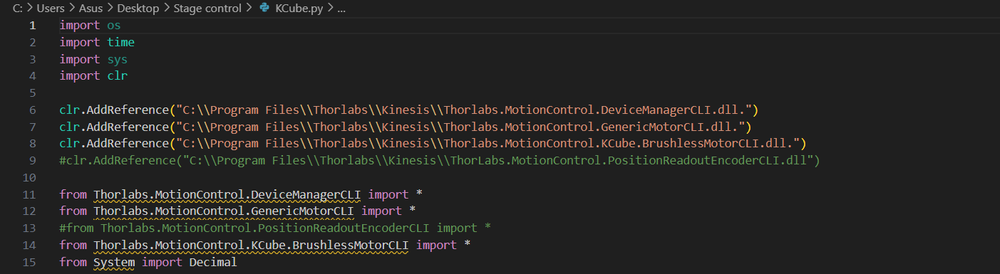 C: > Users > Asus > Desktop > Stage control > KCube.py > ...
1 import os
2 import time
3 import sys
4 import clr
5
6 clr.AddReference("C:\\Program Files\\Thorlabs\\Kinesis\\Thorlabs.MotionControl.DeviceManagerCLI.dll.")
7 clr.AddReference("C:\\Program Files\\Thorlabs\\Kinesis\\Thorlabs.MotionControl.GenericMotorCLI.dll.")
8 clr.AddReference("C:\\Program Files\\Thorlabs\\Kinesis\\Thorlabs.MotionControl.KCube.BrushlessMotorCLI.dll.")
9 #clr.AddReference("C:\\Program Files\\Thorlabs\\Kinesis\\ThorLabs.MotionControl.PositionReadoutEncoderCLI.dll")
10
11 from Thorlabs.MotionControl.DeviceManagerCLI import *
12 from Thorlabs.MotionControl.GenericMotorCLI import *
13 #from Thorlabs.MotionControl.PositionReadoutEncoderCLI import *
14 from Thorlabs.MotionControl.KCube.BrushlessMotorCLI import *
15 from System import Decimal